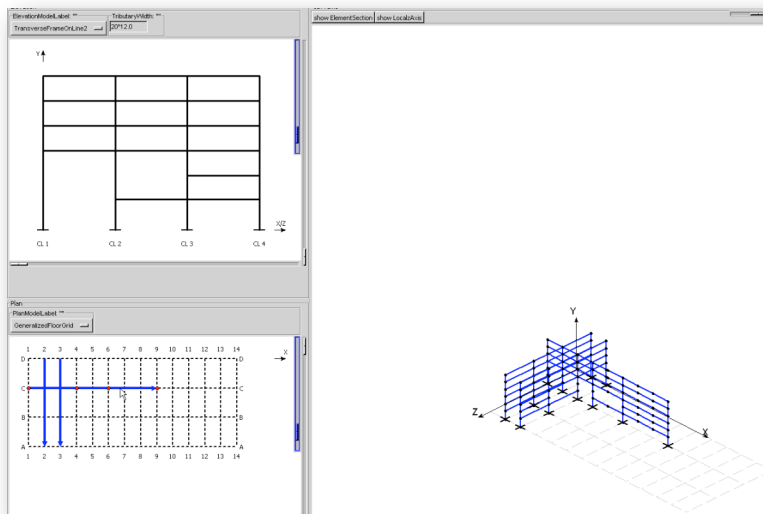 ElevationModelLabel: "" TributaryWidth: ""
TransverseFrameOnLine2 20*12.0
Y
X/Z
CL 1 CL 2 CL 3 CL 4
Plan
PlanModelLabel: ""
GeneralizedFloorGrid
1 2 3 4 5 6 7 8 9 10 11 12 13 14
D D X
C C
B B
A A
1 2 3 4 5 6 7 8 9 10 11 12 13 14
show ElementSection show LocalzAxis
Y
Z X